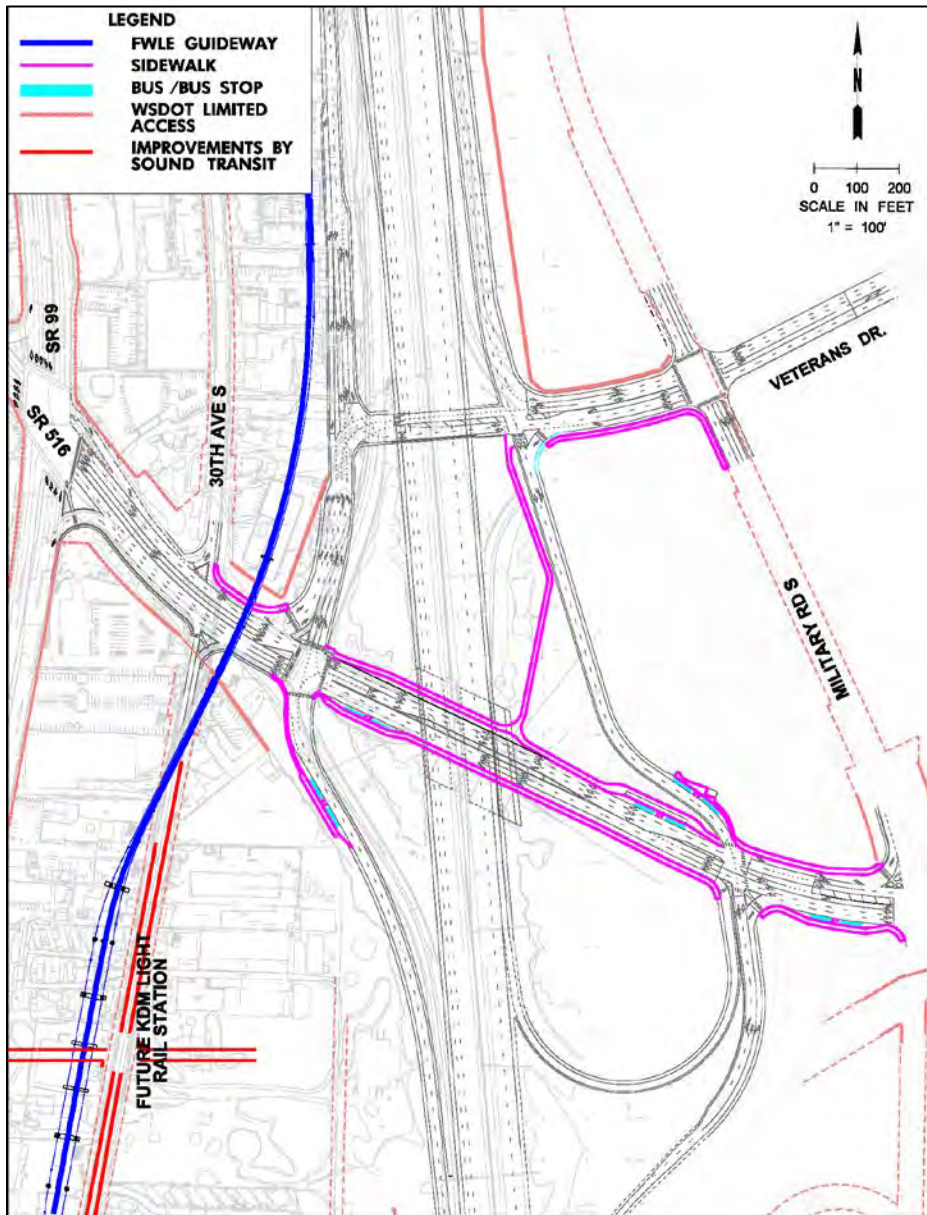 LEGEND
FWLE GUIDEWAY
SIDEWALK
BUS /BUS STOP
WSDOT LIMITED
ACCESS
IMPROVEMENTS BY
SOUND TRANSIT
N
0 100 200
SCALE IN FEET
1" = 100'
SR 99
SR 516
30TH AVE S
VETERANS DR.
MILITARY RD S
FUTURE KDM LIGHT
RAIL STATION